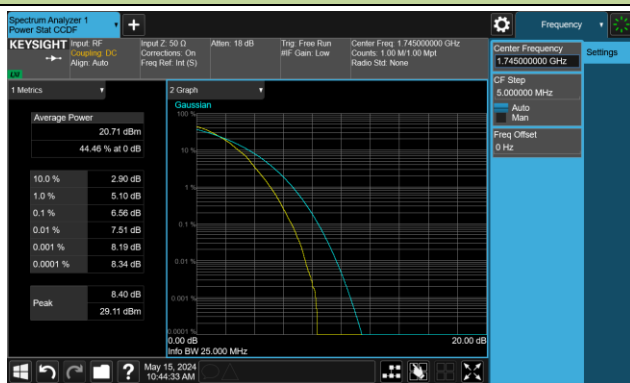 Spectrum Analyzer 1
Power Stat CCDF
Frequency
KEYSIGHT
Input: RF
Coupling: DC
Align: Auto
Input Z: 50 Ω
Corrections: On
Freq Ref: Int (S)
Atten: 18 dB
Trig: Free Run
#IF Gain: Low
Center Freq: 1.745000000 GHz
Counts: 1.00 M/1.00 Mpt
Radio Std: None
Center Frequency
1.745000000 GHz
Settings
CF Step
5.000000 MHz
Auto
Man
Freq Offset
0 Hz
1 Metrics
Average Power
20.71 dBm
44.46 % at 0 dB
10.0 % 2.90 dB
1.0 % 5.10 dB
0.1 % 6.56 dB
0.01 % 7.51 dB
0.001 % 8.19 dB
0.0001 % 8.34 dB
Peak
8.40 dB
29.11 dBm
2 Graph
Gaussian
100 %
10 %
1 %
0.1 %
0.01 %
0.001 %
0.0001 %
0.00 dB 20.00 dB
Info BW 25.000 MHz
?
May 15, 2024
10:44:33 AM